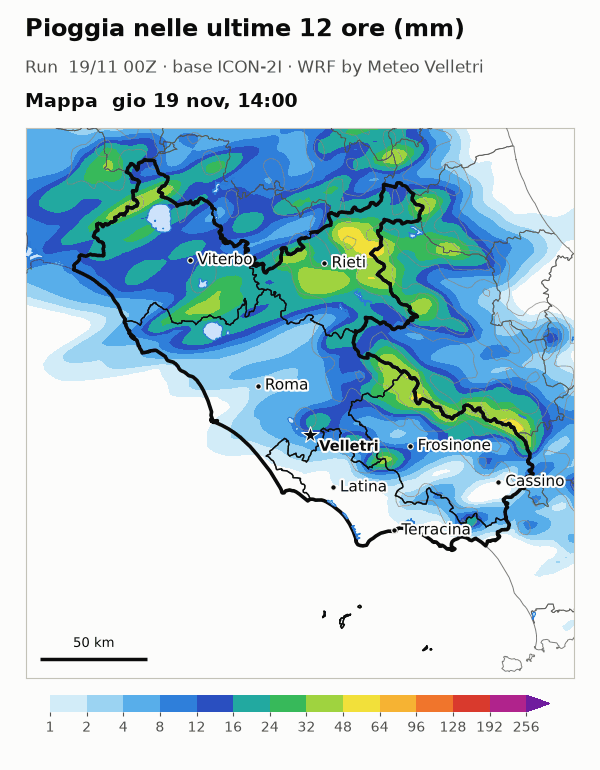 Pioggia nelle ultime 12 ore (mm)
Run  19/11 00Z · base ICON-2I · WRF by Meteo Velletri
Mappa  gio 19 nov, 14:00
Viterbo
Rieti
Roma
Velletri
Frosinone
Cassino
Latina
Terracina
50 km
1 2 4 8 12 16 24 32 48 64 96 128 192 256